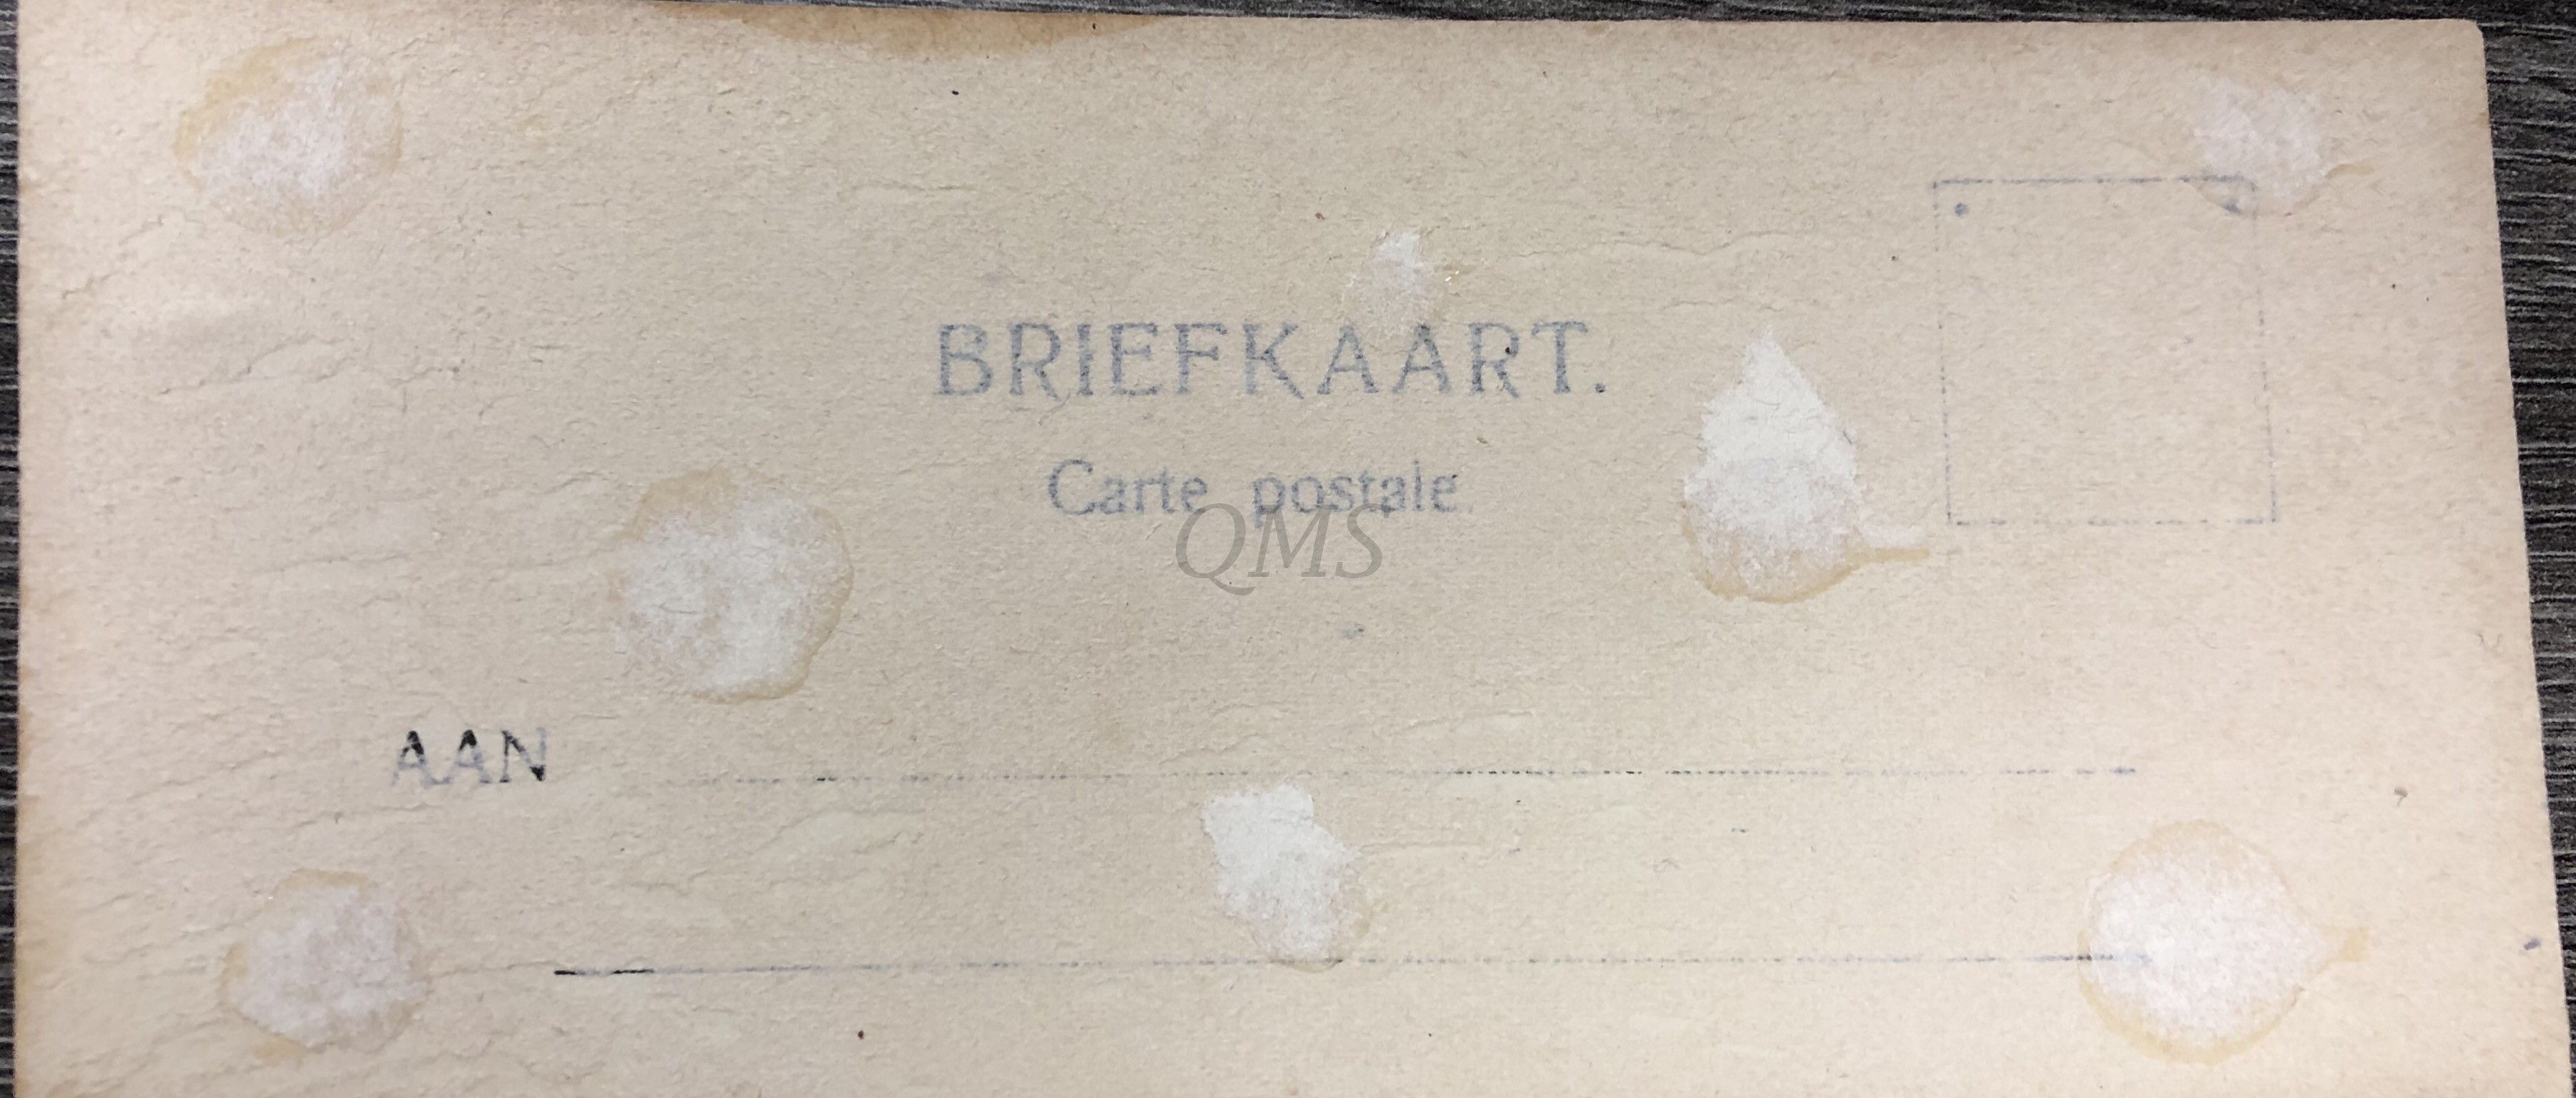 BRIEFKAART.
Carte postale
QMS
AAN